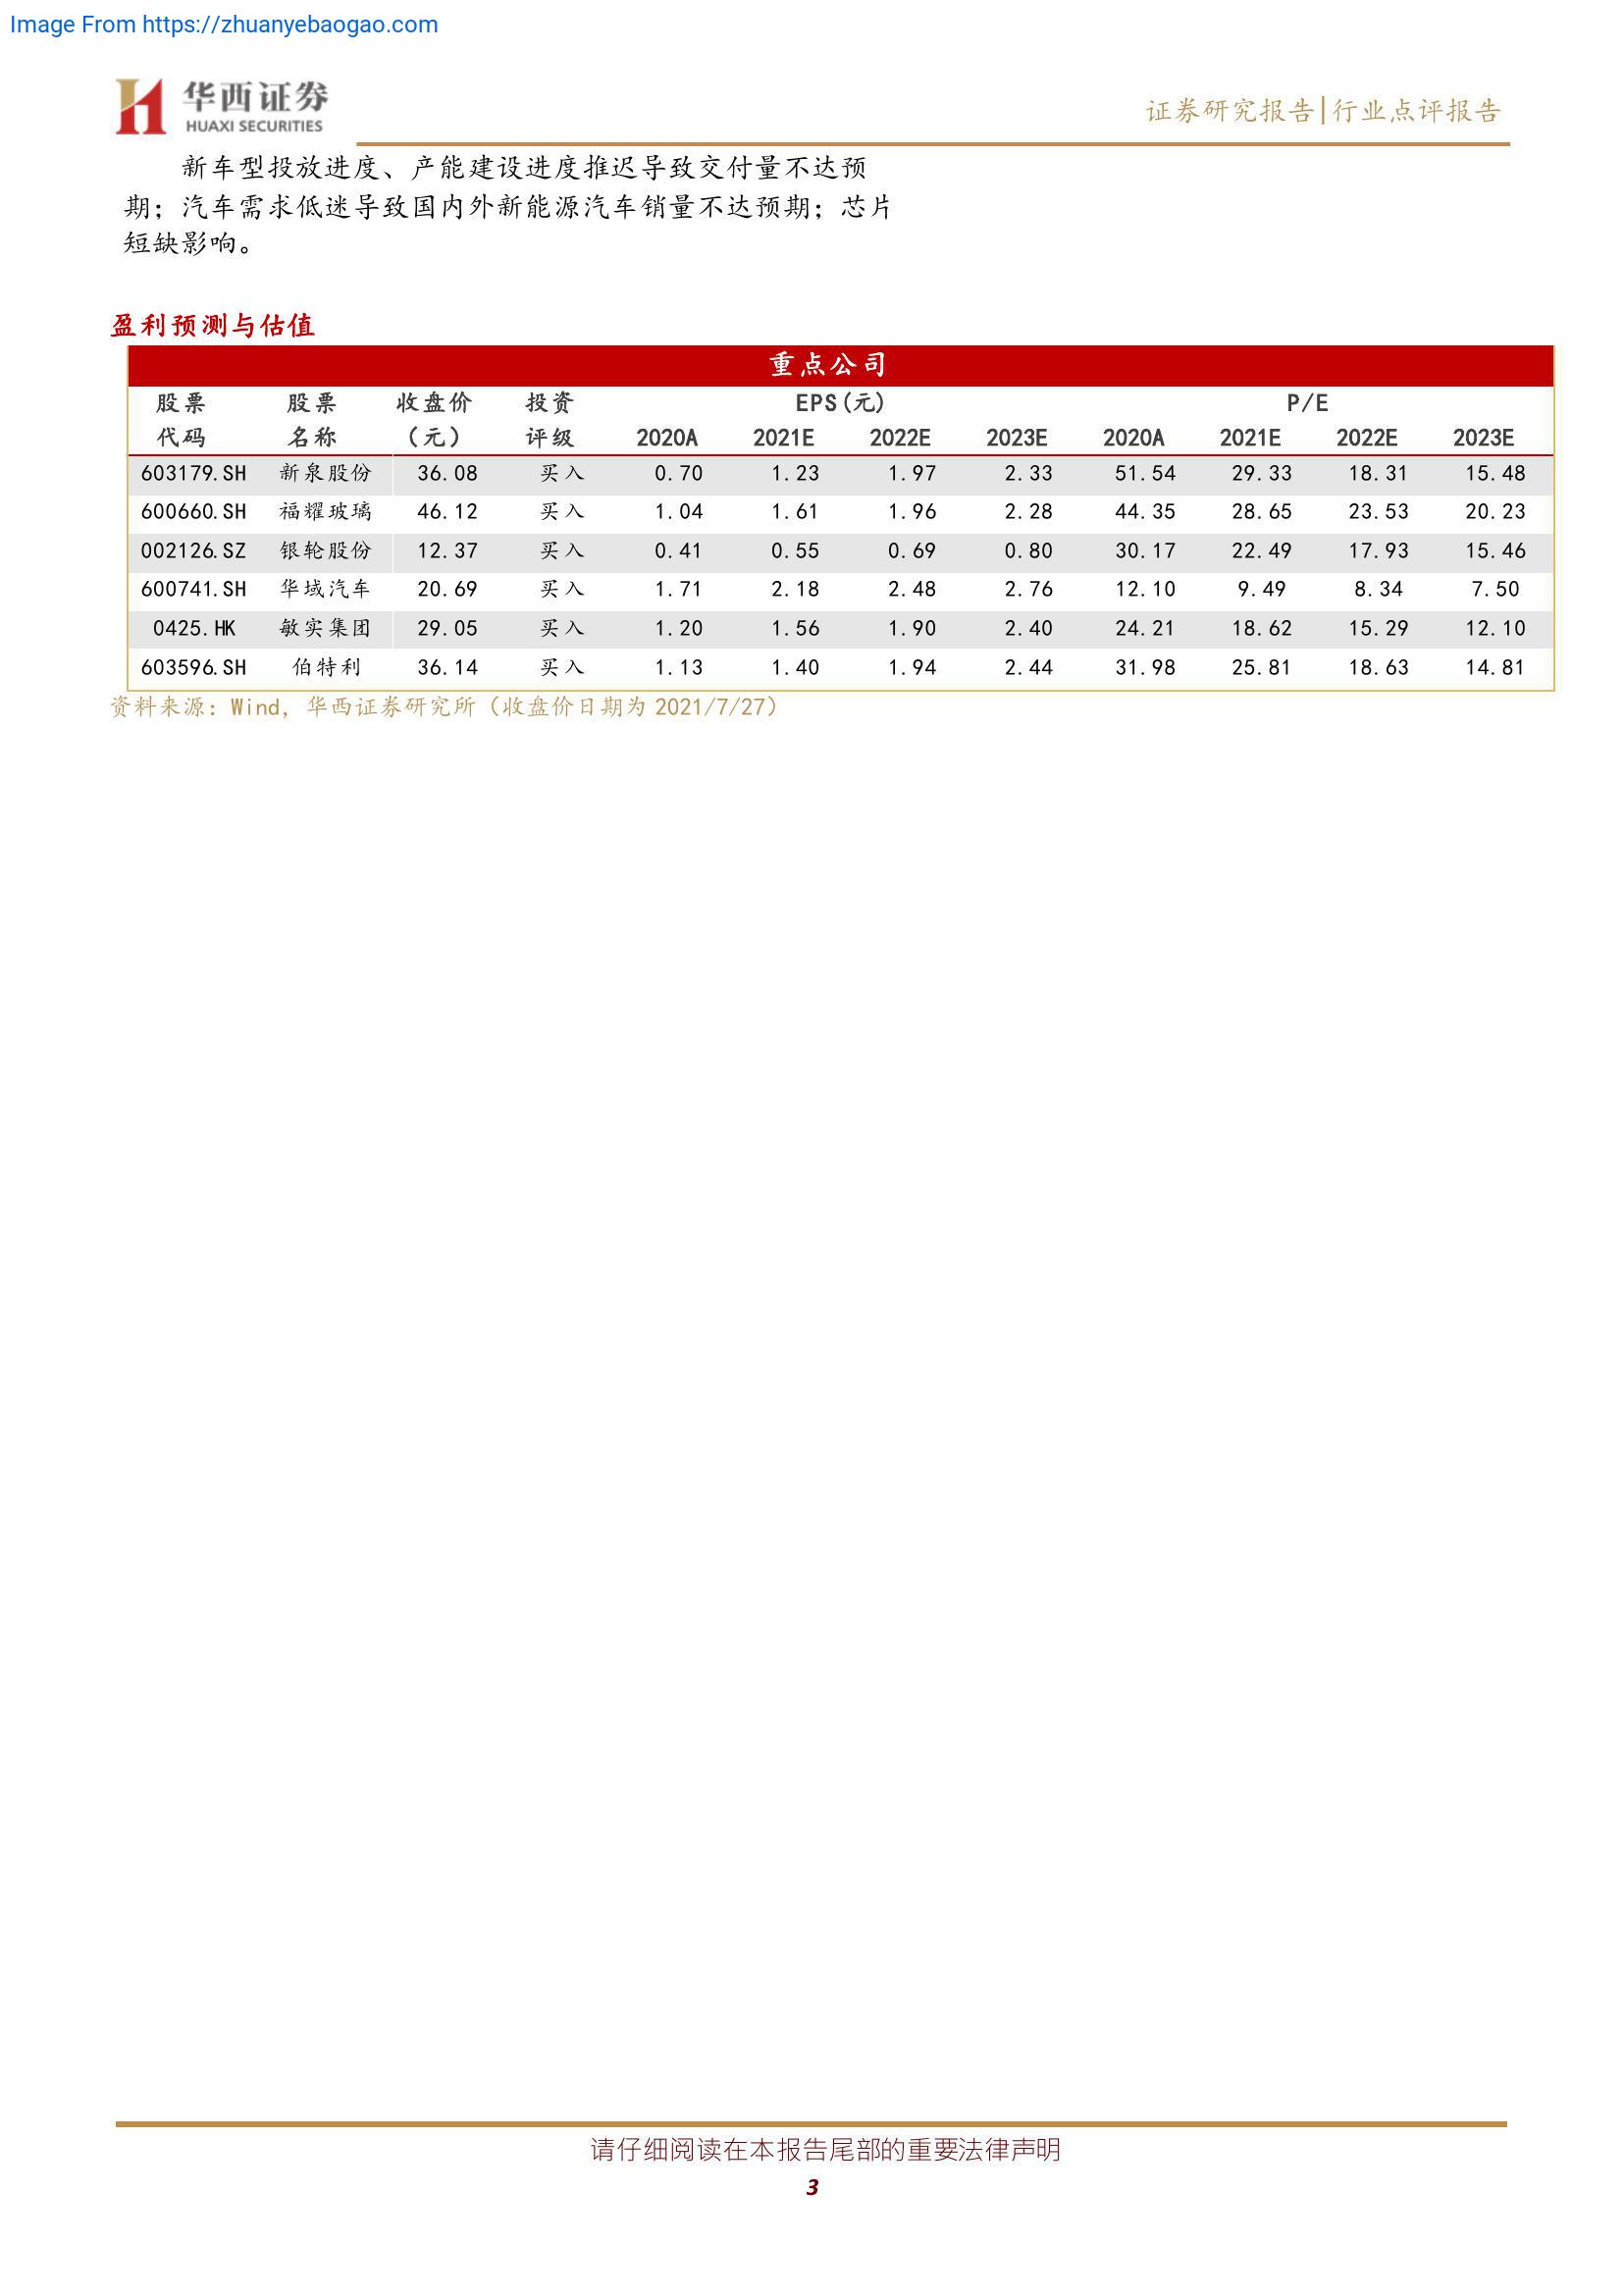 Image From https://zhuanyebaogao.com
华西证券
HUAXI SECURITIES
证券研究报告|行业点评报告
新车型投放进度、产能建设进度推迟导致交付量不达预
期；汽车需求低迷导致国内外新能源汽车销量不达预期；芯片
短缺影响。
盈利预测与估值
重点公司
股票 股票 收盘价 投资 EPS(元) P/E
代码 名称 （元） 评级 2020A 2021E 2022E 2023E 2020A 2021E 2022E 2023E
603179.SH 新泉股份 36.08 买入 0.70 1.23 1.97 2.33 51.54 29.33 18.31 15.48
600660.SH 福耀玻璃 46.12 买入 1.04 1.61 1.96 2.28 44.35 28.65 23.53 20.23
002126.SZ 银轮股份 12.37 买入 0.41 0.55 0.69 0.80 30.17 22.49 17.93 15.46
600741.SH 华域汽车 20.69 买入 1.71 2.18 2.48 2.76 12.10 9.49 8.34 7.50
0425.HK 敏实集团 29.05 买入 1.20 1.56 1.90 2.40 24.21 18.62 15.29 12.10
603596.SH 伯特利 36.14 买入 1.13 1.40 1.94 2.44 31.98 25.81 18.63 14.81
资料来源：Wind，华西证券研究所（收盘价日期为 2021/7/27）
请仔细阅读在本报告尾部的重要法律声明
3